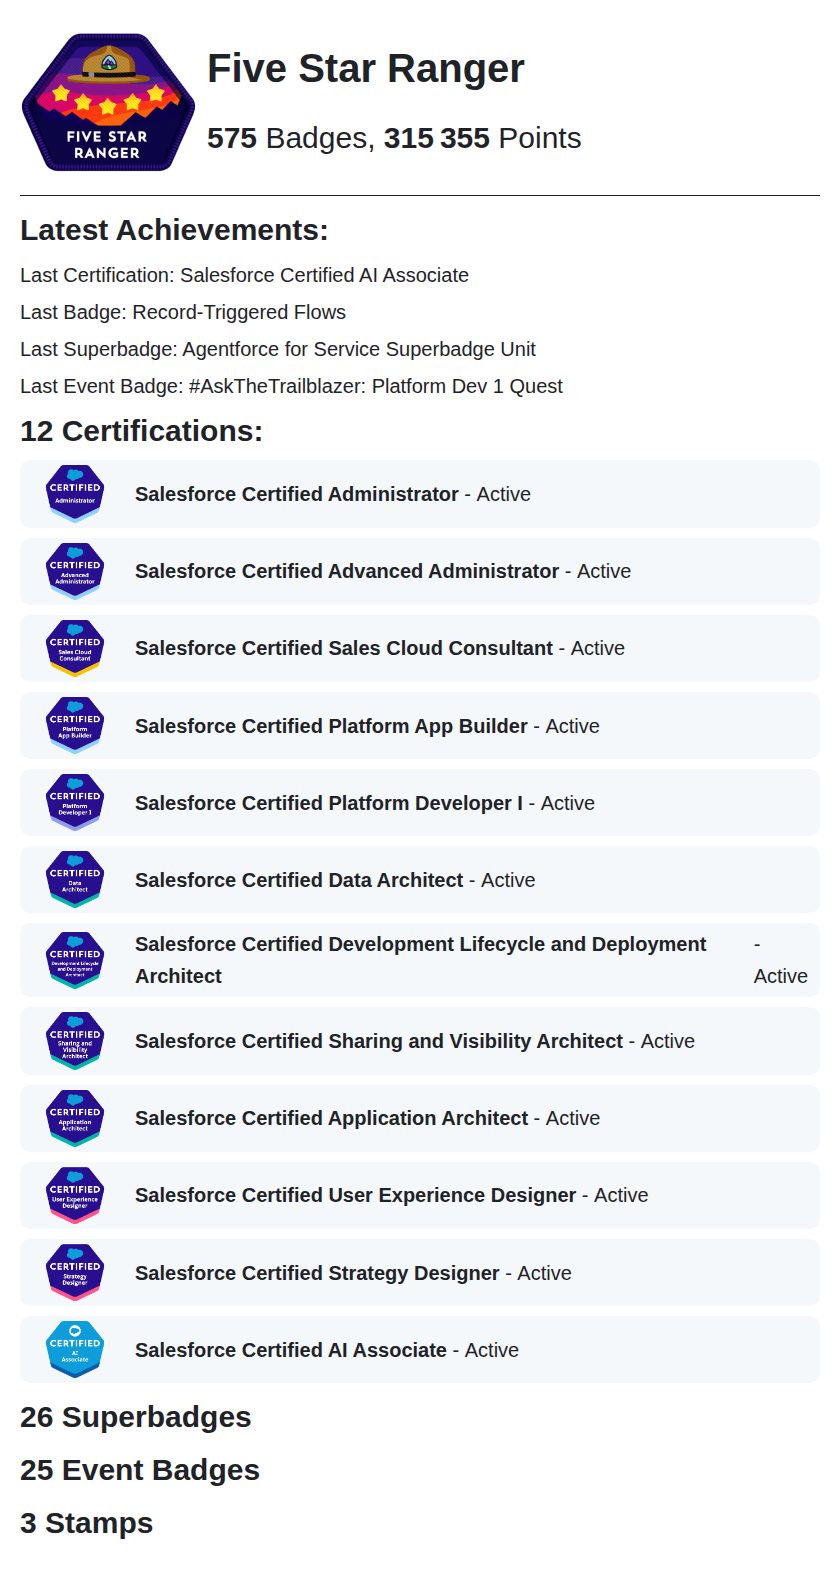 FIVE STAR
RANGER
Five Star Ranger
575 Badges, 315 355 Points
Latest Achievements:
Last Certification: Salesforce Certified AI Associate
Last Badge: Record-Triggered Flows
Last Superbadge: Agentforce for Service Superbadge Unit
Last Event Badge: #AskTheTrailblazer: Platform Dev 1 Quest
12 Certifications:
CERTIFIED
Administrator
Salesforce Certified Administrator - Active
CERTIFIED
Advanced
Administrator
Salesforce Certified Advanced Administrator - Active
CERTIFIED
Sales Cloud
Consultant
Salesforce Certified Sales Cloud Consultant - Active
CERTIFIED
Platform
App Builder
Salesforce Certified Platform App Builder - Active
CERTIFIED
Platform
Developer I
Salesforce Certified Platform Developer I - Active
CERTIFIED
Data
Architect
Salesforce Certified Data Architect - Active
CERTIFIED
Development Lifecycle
and Deployment
Architect
Salesforce Certified Development Lifecycle and Deployment -
Architect Active
CERTIFIED
Sharing and
Visibility
Architect
Salesforce Certified Sharing and Visibility Architect - Active
CERTIFIED
Application
Architect
Salesforce Certified Application Architect - Active
CERTIFIED
User Experience
Designer
Salesforce Certified User Experience Designer - Active
CERTIFIED
Strategy
Designer
Salesforce Certified Strategy Designer - Active
CERTIFIED
AI
Associate
Salesforce Certified AI Associate - Active
26 Superbadges
25 Event Badges
3 Stamps